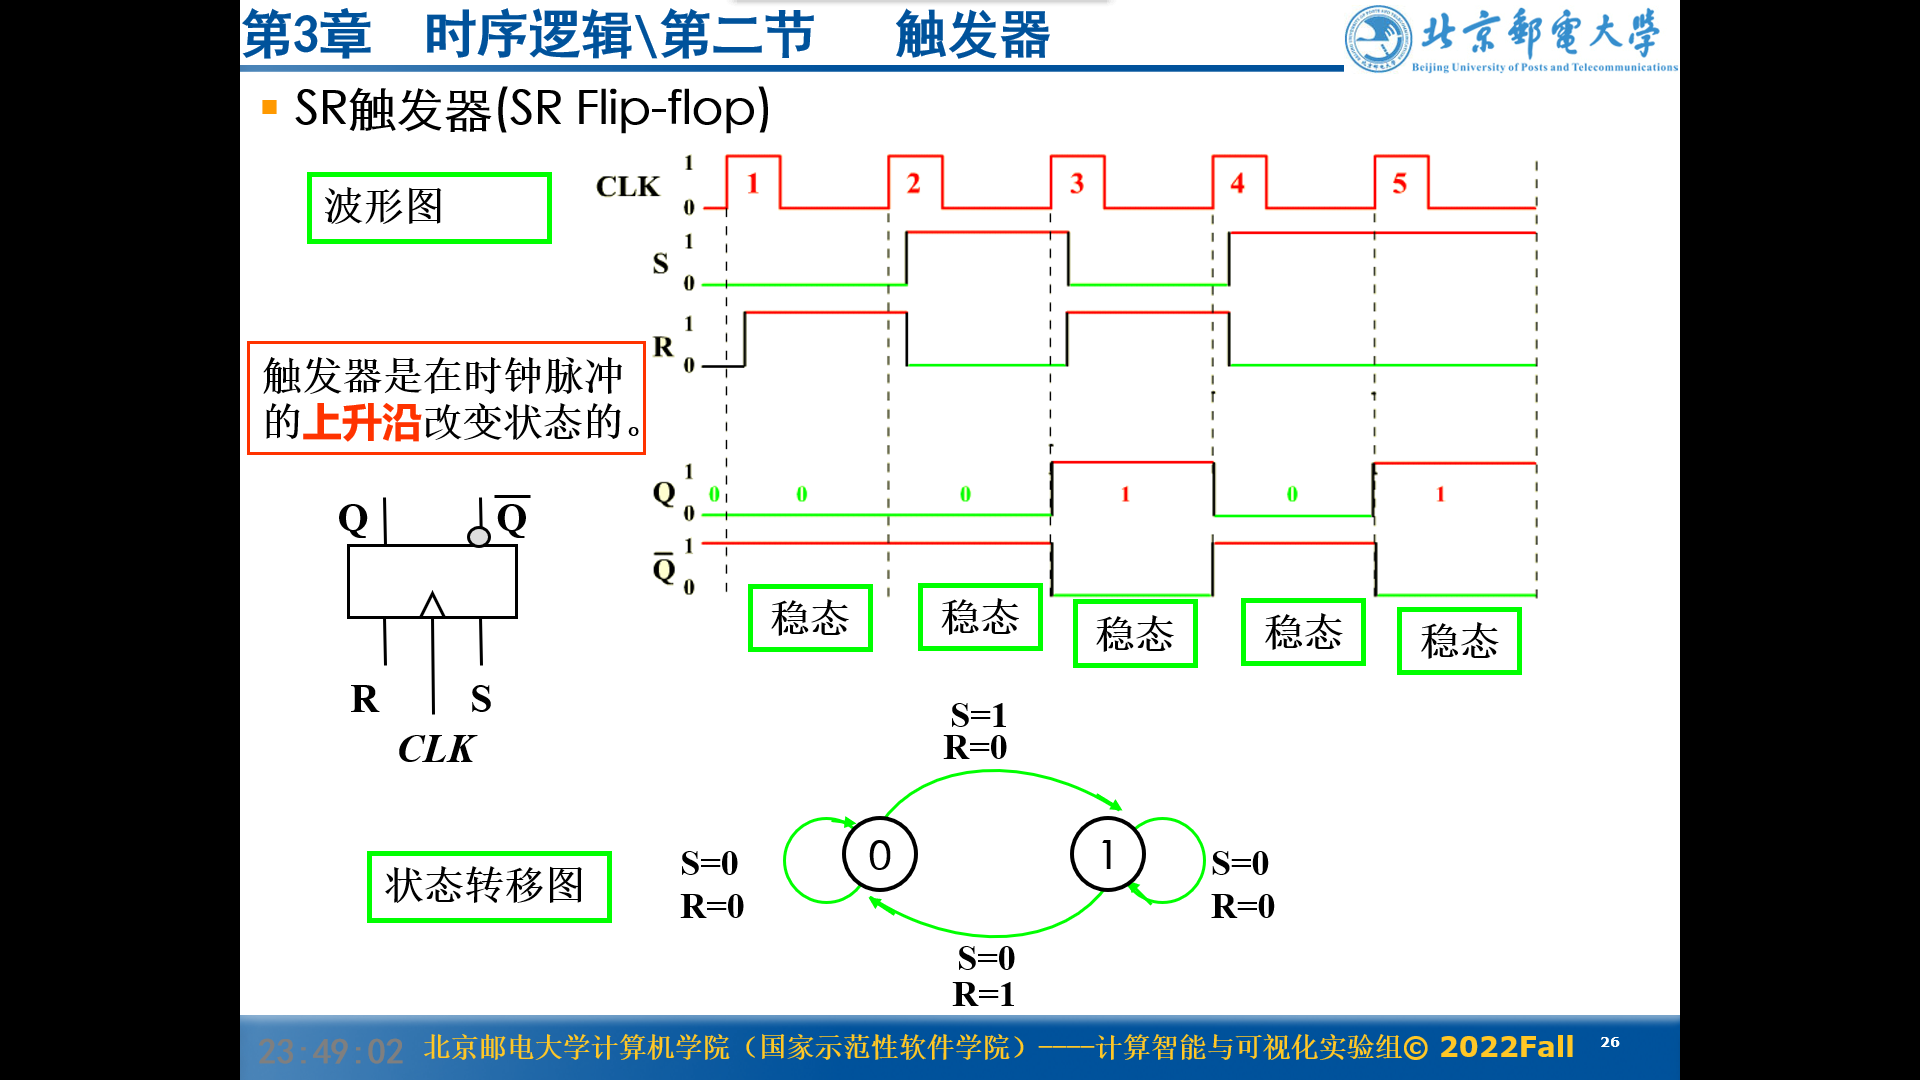 第3章 时序逻辑\第二节 触发器
北京邮电大学
Beijing University of Posts and Telecommunications
SR触发器(SR Flip-flop)
波形图
CLK 1 0 1 2 3 4 5
S 1 0
R 1 0
触发器是在时钟脉冲
的上升沿改变状态的。
Q 1 0 0 0 0 1 0 1
Q 1 0
稳态 稳态 稳态 稳态 稳态
Q Q
R S
CLK
S=1
R=0
0 1
S=0 S=0
R=0 R=0
状态转移图
S=0
R=1
23:49:02 北京邮电大学计算机学院（国家示范性软件学院）——计算智能与可视化实验组© 2022Fall 26